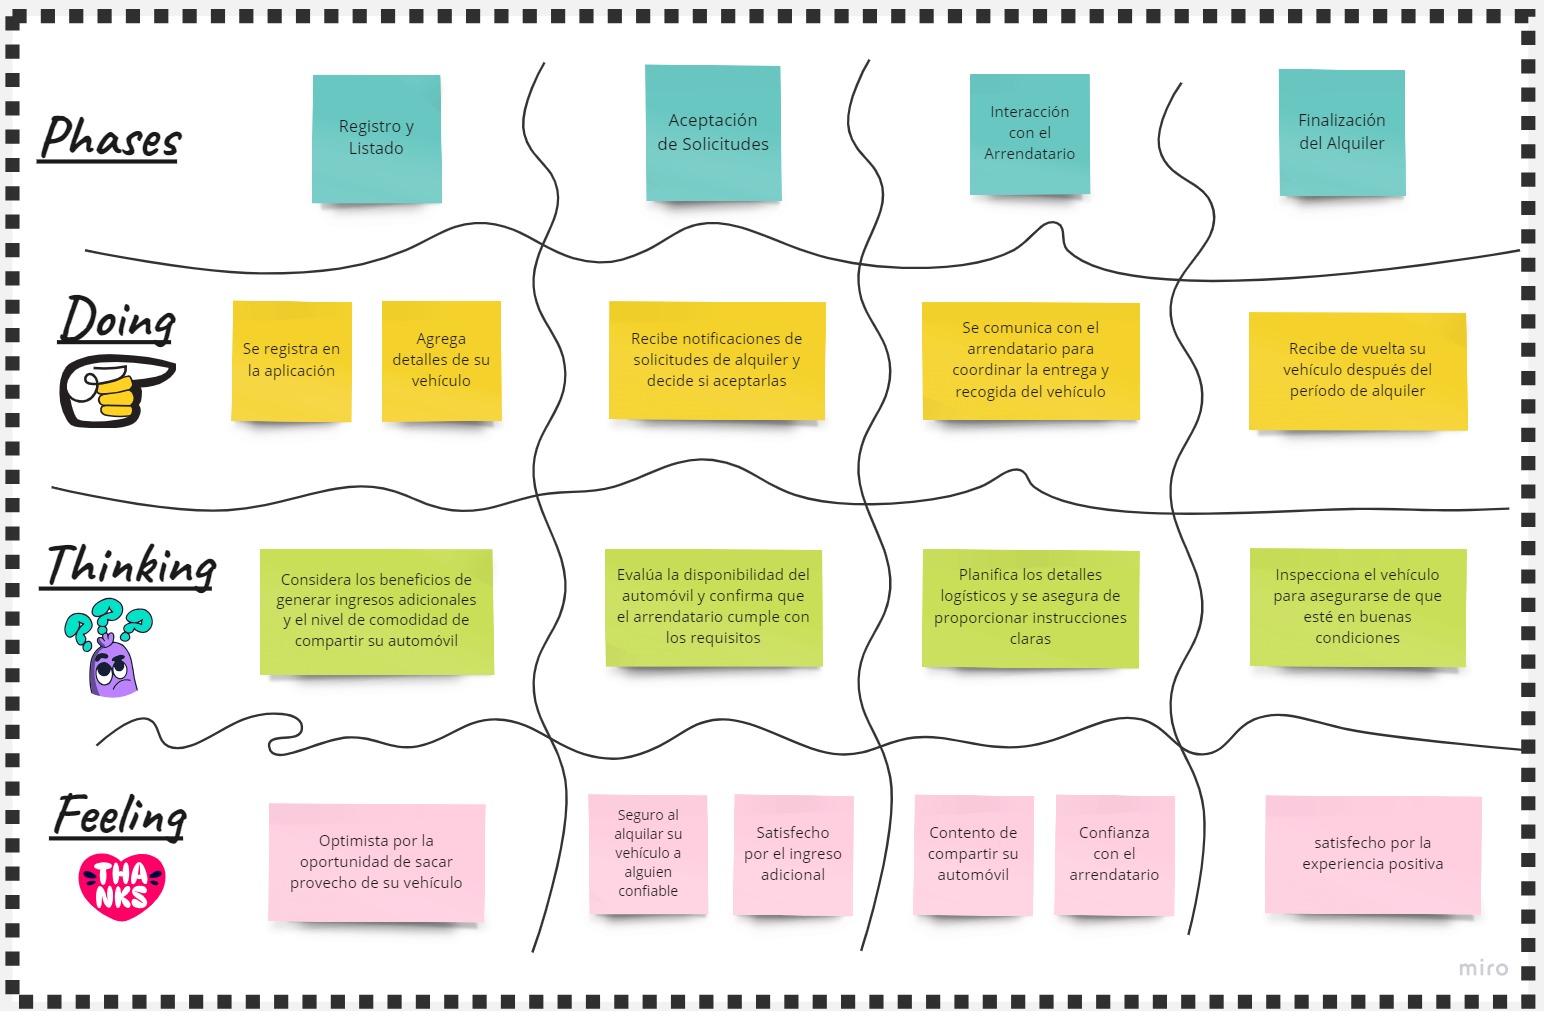 Phases
Registro y
Listado
Aceptación
de Solicitudes
Interacción
con el
Arrendatario
Finalización
del Alquiler
Doing
Se registra en
la aplicación
Agrega
detalles de su
vehículo
Recibe notificaciones de
solicitudes de alquiler y
decide si aceptarlas
Se comunica con el
arrendatario para
coordinar la entrega y
recogida del vehículo
Recibe de vuelta su
vehículo después del
período de alquiler
Thinking
Considera los beneficios de
generar ingresos adicionales
y el nivel de comodidad de
compartir su automóvil
Evalúa la disponibilidad del
automóvil y confirma que
el arrendatario cumple con
los requisitos
Planifica los detalles
logísticos y se asegura de
proporcionar instrucciones
claras
Inspecciona el vehículo
para asegurarse de que
esté en buenas
condiciones
Feeling
THA
NKS
Optimista por la
oportunidad de sacar
provecho de su vehículo
Seguro al
alquilar su
vehículo a
alguien
confiable
Satisfecho
por el ingreso
adicional
Contento de
compartir su
automóvil
Confianza
con el
arrendatario
satisfecho por la
experiencia positiva
miro